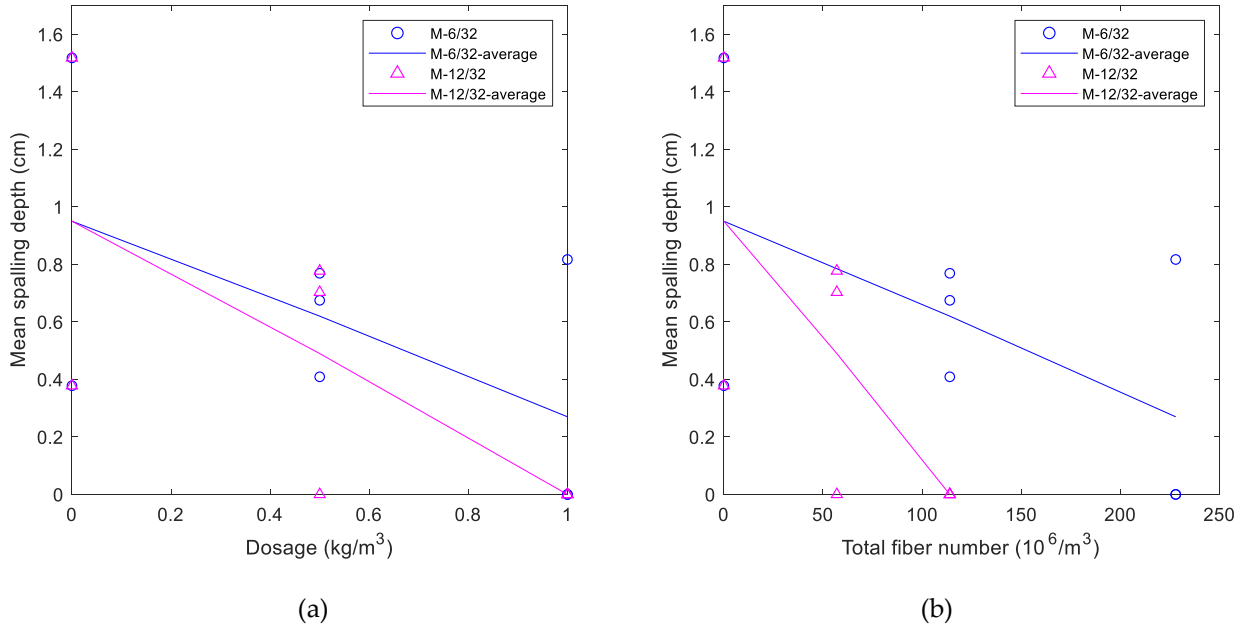 M-6/32
M-6/32-average
M-12/32
M-12/32-average
Mean spalling depth (cm)
1.6
1.4
1.2
1
0.8
0.6
0.4
0.2
0
0 0.2 0.4 0.6 0.8 1
Dosage (kg/m³)
(a)
M-6/32
M-6/32-average
M-12/32
M-12/32-average
Mean spalling depth (cm)
1.6
1.4
1.2
1
0.8
0.6
0.4
0.2
0
0 50 100 150 200 250
Total fiber number (10⁶/m³)
(b)